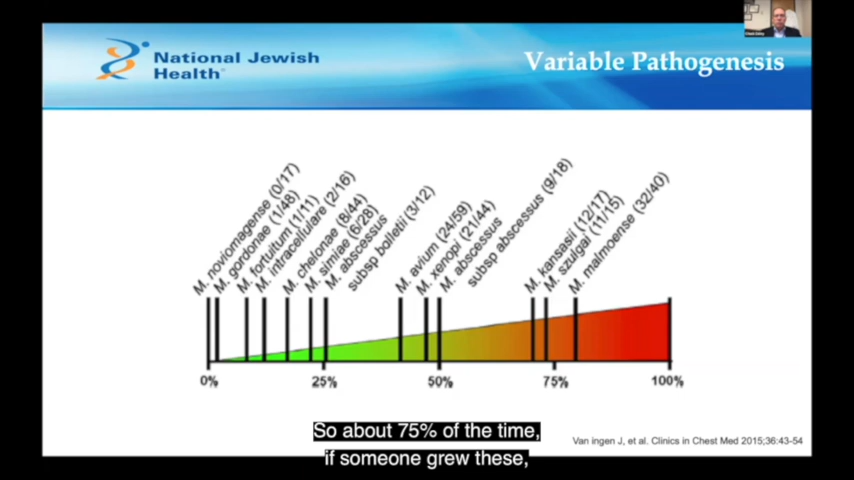 National Jewish
Health®
Variable Pathogenesis
M. noviomagense (0/17)
M. gordonae (1/48)
M. fortuitum (1/11)
M. intracellulare (2/16)
M. chelonae (8/44)
M. simiae (6/28)
M. abscessus
subsp bolletii (3/12)
M. avium (24/59)
M. xenopi (21/44)
M. abscessus
subsp abscessus (9/18)
M. kansasii (12/17)
M. szulgai (11/15)
M. malmoense (32/40)
0%
25%
50%
75%
100%
So about 75% of the time,
if someone grew these,
Van ingen J, et al. Clinics in Chest Med 2015;36:43-54